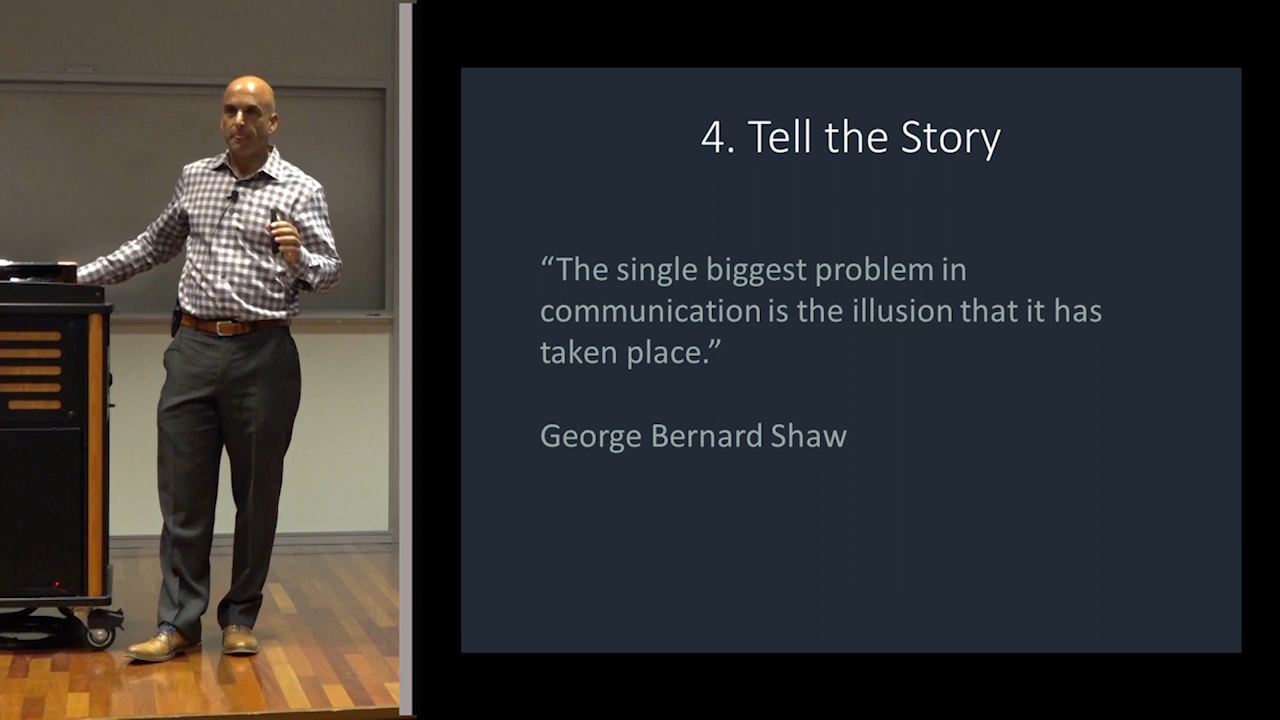 4. Tell the Story
“The single biggest problem in
communication is the illusion that it has
taken place.”
George Bernard Shaw